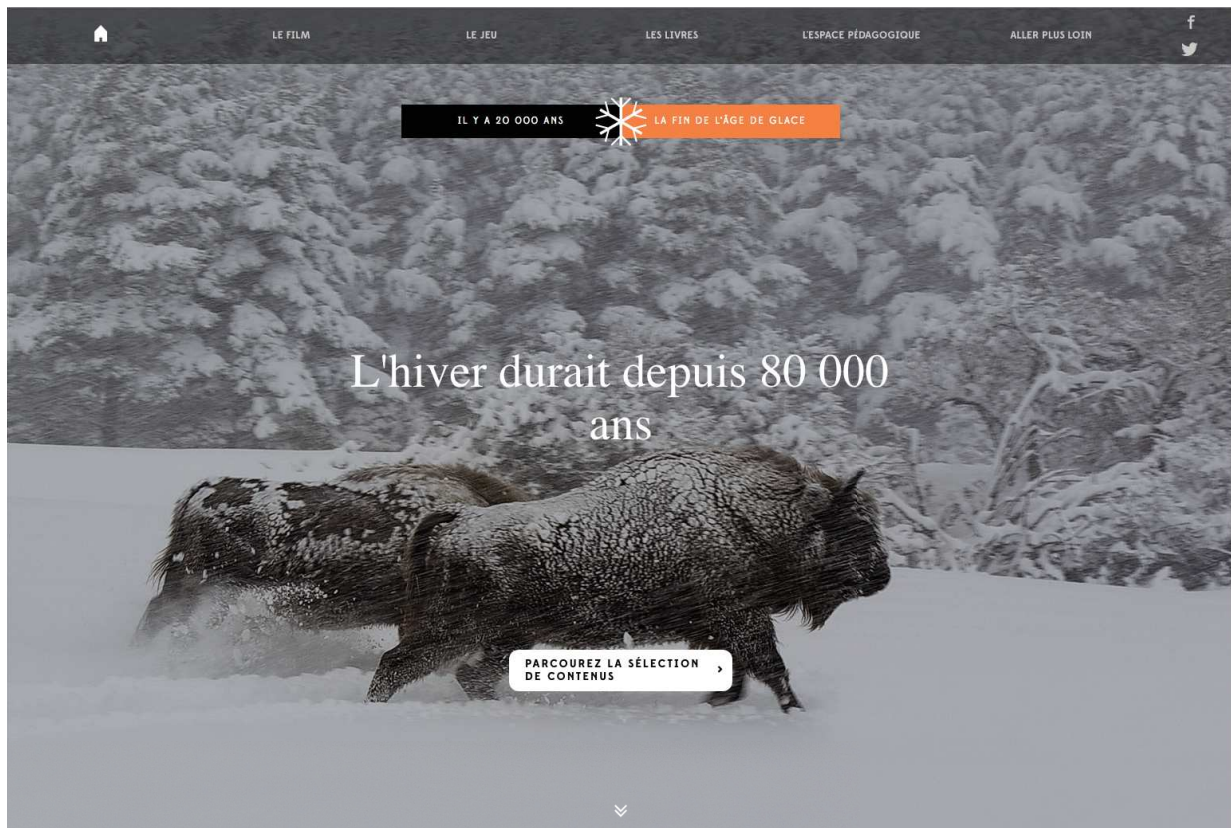 LE FILM
LE JEU
LES LIVRES
L'ESPACE PÉDAGOGIQUE
ALLER PLUS LOIN
IL Y A 20 000 ANS
LA FIN DE L'ÂGE DE GLACE
L'hiver durait depuis 80 000
ans
PARCOUREZ LA SÉLECTION
DE CONTENUS